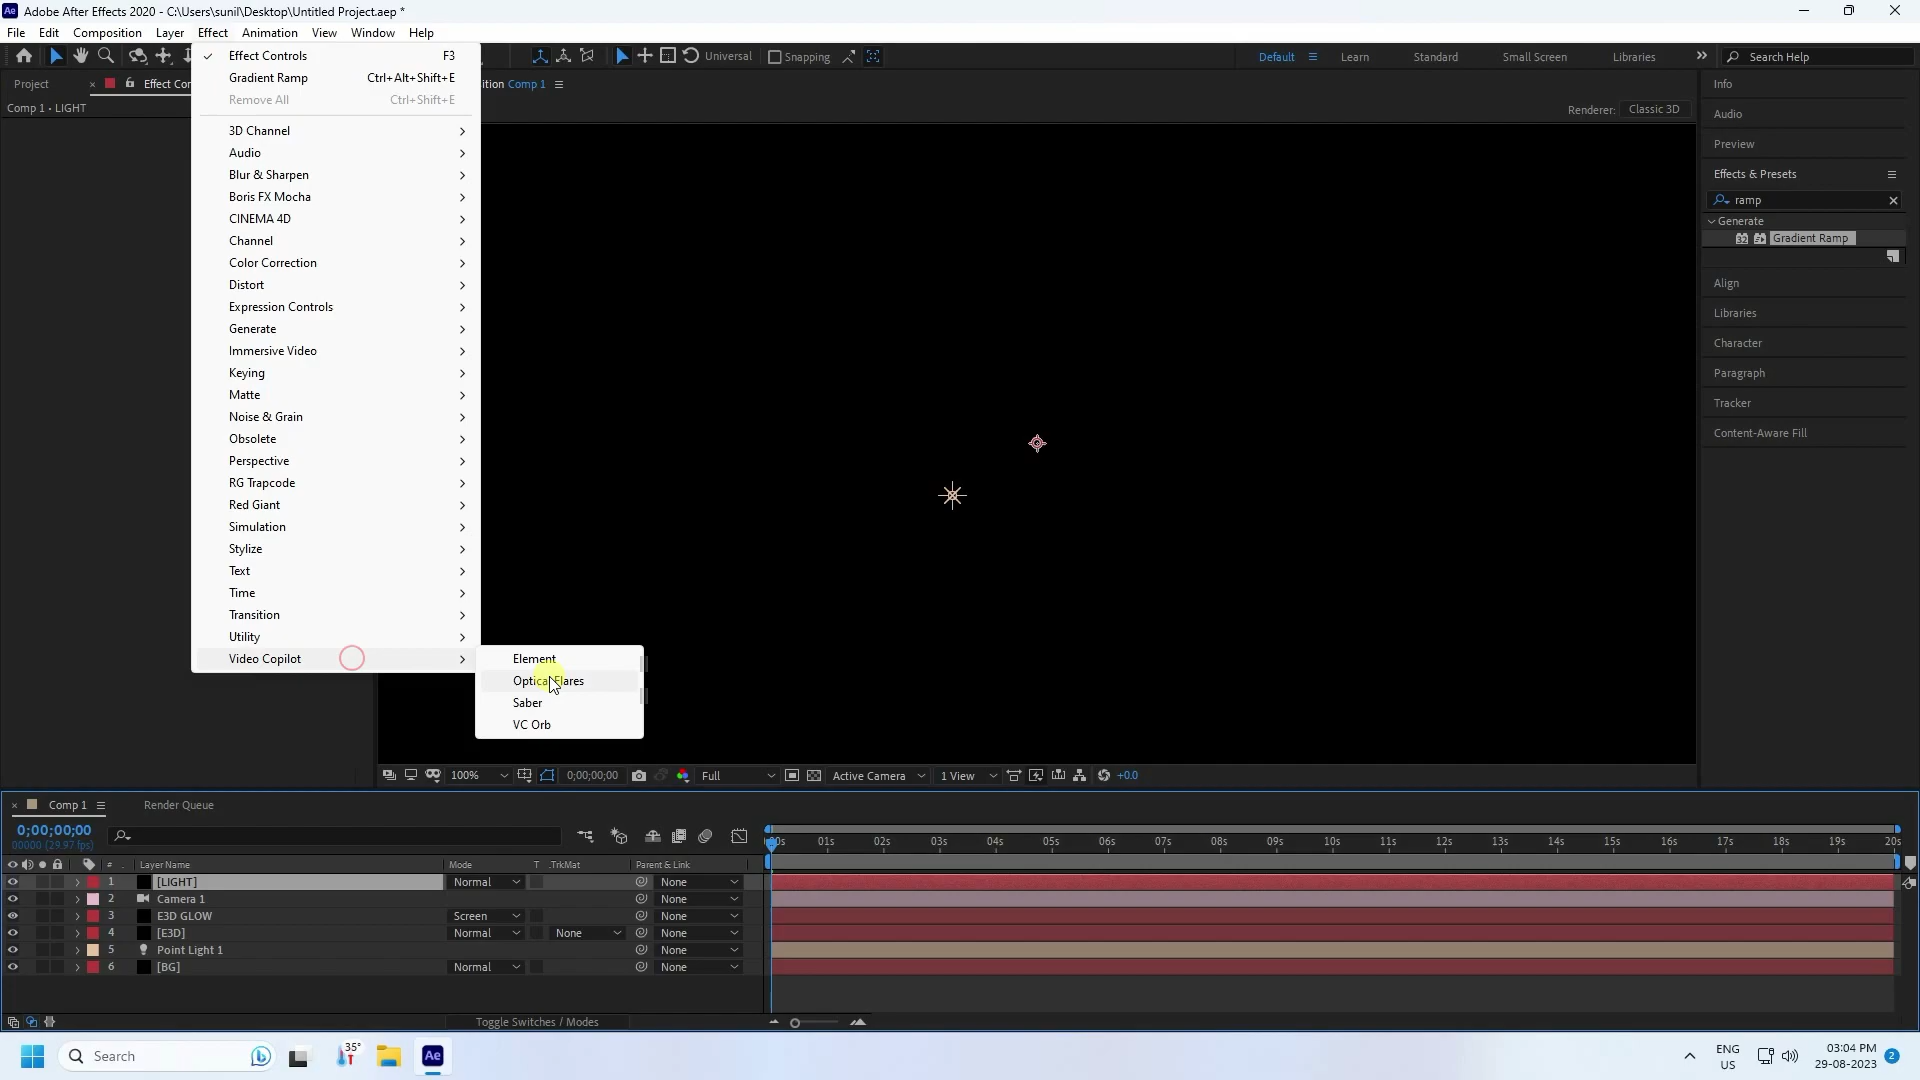 Adobe After Effects 2020 - C:\Users\sunil\Desktop\Untitled Project.aep *
File Edit Composition Layer Effect Animation View Window Help
Universal Snapping Default Learn Standard Small Screen Libraries Search Help
Project Effect Con ition Comp 1
Comp 1 • LIGHT
Renderer: Classic 3D
Effect Controls F3
Gradient Ramp Ctrl+Alt+Shift+E
Remove All Ctrl+Shift+E
3D Channel
Audio
Blur & Sharpen
Boris FX Mocha
CINEMA 4D
Channel
Color Correction
Distort
Expression Controls
Generate
Immersive Video
Keying
Matte
Noise & Grain
Obsolete
Perspective
RG Trapcode
Red Giant
Simulation
Stylize
Text
Time
Transition
Utility
Video Copilot
Element
Optical Flares
Saber
VC Orb
Info
Audio
Preview
Effects & Presets
ramp
Generate
32 Gradient Ramp
Align
Libraries
Character
Paragraph
Tracker
Content-Aware Fill
100% 0;00;00;00 Full Active Camera 1 View +0.0
Comp 1 Render Queue
0;00;00;00
00000 (29.97 fps)
00s 01s 02s 03s 04s 05s 06s 07s 08s 09s 10s 11s 12s 13s 14s 15s 16s 17s 18s 19s 20s
# Layer Name Mode T .TrkMat Parent & Link
1 [LIGHT] Normal None
2 Camera 1 None
3 E3D GLOW Screen None
4 [E3D] Normal None None
5 Point Light 1 None
6 [BG] Normal None
Toggle Switches / Modes
Search 35° Ae ENG US 03:04 PM 29-08-2023 2